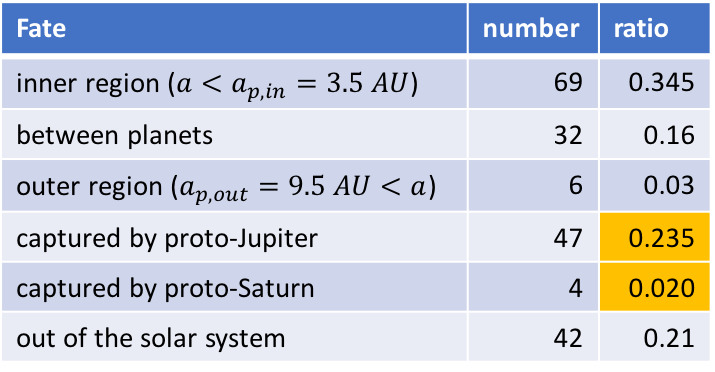 Fate number ratio
inner region (a < a_{p,in} = 3.5 AU) 69 0.345
between planets 32 0.16
outer region (a_{p,out} = 9.5 AU < a) 6 0.03
captured by proto-Jupiter 47 0.235
captured by proto-Saturn 4 0.020
out of the solar system 42 0.21